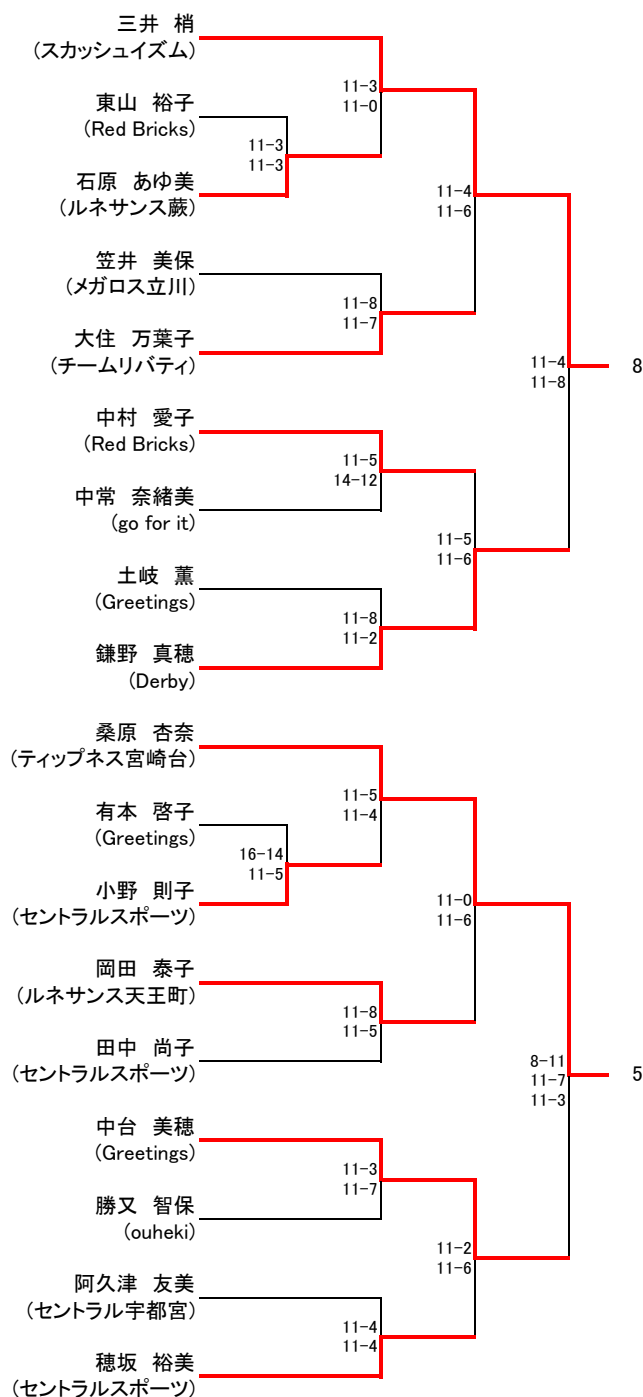 三井 梢
(スカッシュイズム)
11-3
11-0
東山 裕子
(Red Bricks)
11-3
11-3
石原 あゆ美
(ルネサンス蕨)
11-4
11-6
笠井 美保
(メガロス立川)
11-8
11-7
大住 万葉子
(チームリバティ)
11-4
11-8
8
中村 愛子
(Red Bricks)
11-5
14-12
中常 奈緒美
(go for it)
11-5
11-6
土岐 薫
(Greetings)
11-8
11-2
鎌野 真穂
(Derby)
桑原 杏奈
(ティップネス宮崎台)
11-5
11-4
有本 啓子
(Greetings)
16-14
11-5
小野 則子
(セントラルスポーツ)
11-0
11-6
岡田 泰子
(ルネサンス天王町)
11-8
11-5
田中 尚子
(セントラルスポーツ)
8-11
11-7
11-3
5
中台 美穂
(Greetings)
11-3
11-7
勝又 智保
(ouheki)
11-2
11-6
阿久津 友美
(セントラル宇都宮)
11-4
11-4
穂坂 裕美
(セントラルスポーツ)